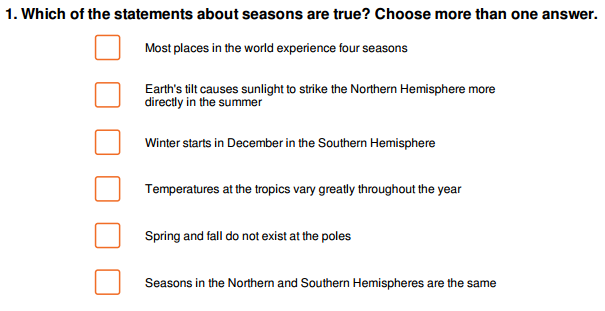 1. Which of the statements about seasons are true? Choose more than one answer.
Most places in the world experience four seasons
Earth's tilt causes sunlight to strike the Northern Hemisphere more
directly in the summer
Winter starts in December in the Southern Hemisphere
Temperatures at the tropics vary greatly throughout the year
Spring and fall do not exist at the poles
Seasons in the Northern and Southern Hemispheres are the same